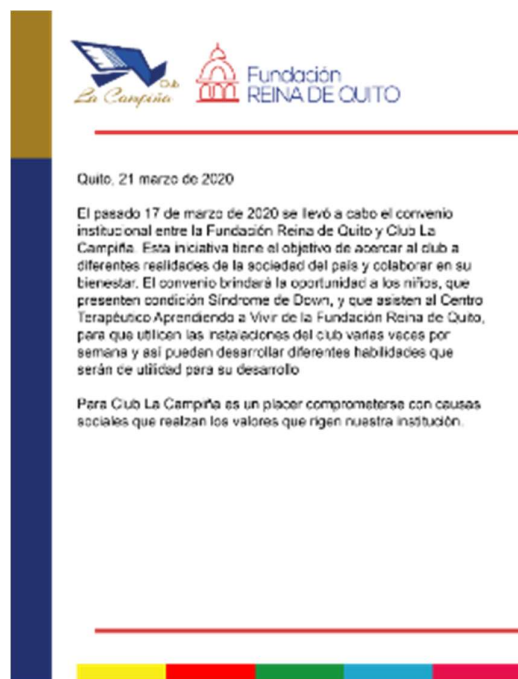 Club
La Campiña
Fundación
REINA DE QUITO
Quito, 21 marzo de 2020
El pasado 17 de marzo de 2020 se llevó a cabo el convenio
institucional entre la Fundación Reina de Quito y Club La
Campiña. Esta iniciativa tiene el objetivo de acercar al club a
diferentes realidades de la sociedad del país y colaborar en su
bienestar. El convenio brindará la oportunidad a los niños, que
presenten condición Síndrome de Down, y que asisten al Centro
Terapéutico Aprendiendo a Vivir de la Fundación Reina de Quito,
para que utilicen las instalaciones del club varias veces por
semana y así puedan desarrollar diferentes habilidades que
serán de utilidad para su desarrollo
Para Club La Campiña es un placer comprometerse con causas
sociales que realzan los valores que rigen nuestra institución.